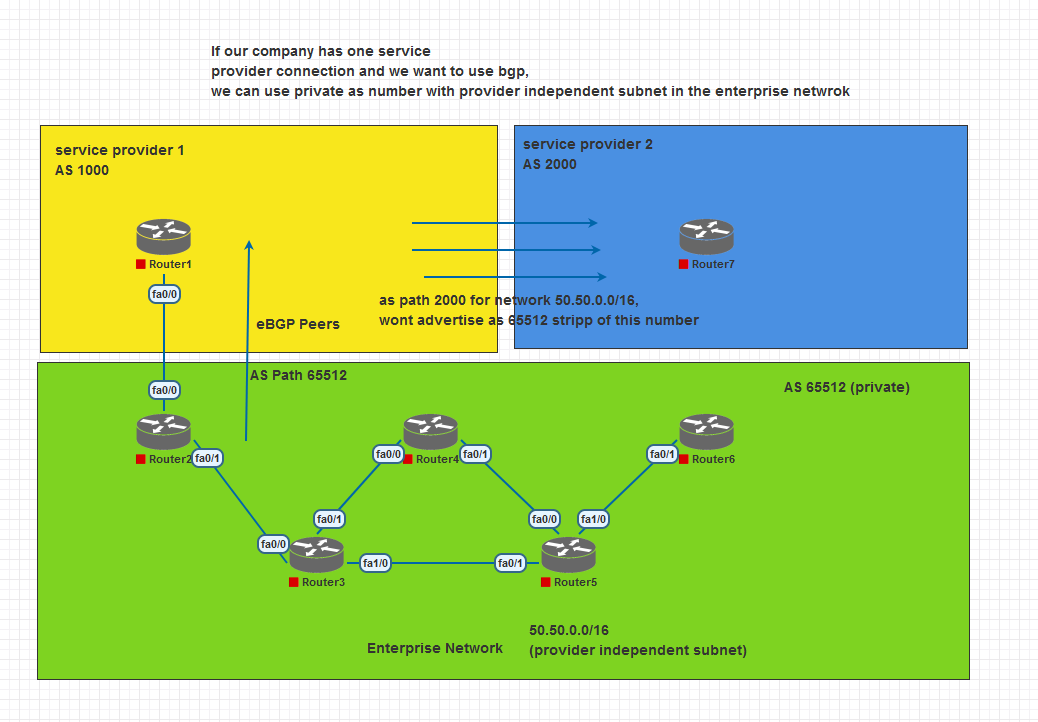 If our company has one service
provider connection and we want to use bgp,
we can use private as number with provider independent subnet in the enterprise netwrok
service provider 1
AS 1000
service provider 2
AS 2000
Router1
fa0/0
Router7
as path 2000 for network 50.50.0.0/16,
wont advertise as 65512 stripp of this number
eBGP Peers
AS Path 65512
AS 65512 (private)
fa0/0
Router2
fa0/1
fa0/0
Router4
fa0/1
fa0/1
Router6
fa0/1
fa0/0
fa1/0
fa0/0
Router3
fa1/0
fa0/1
Router5
50.50.0.0/16
(provider independent subnet)
Enterprise Network